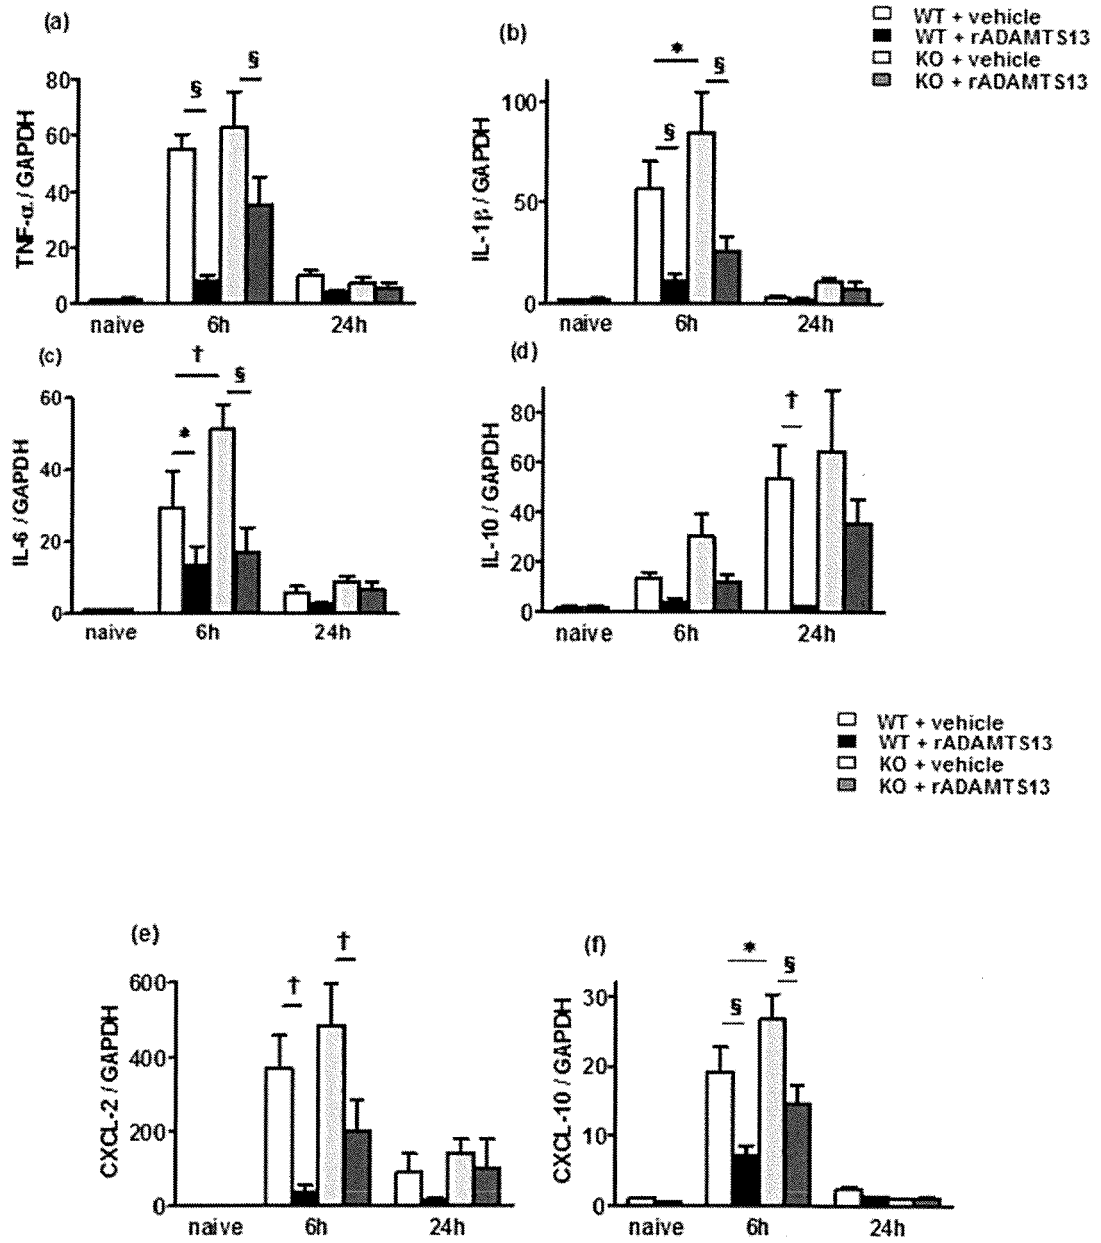 (a)
(b)
WT + vehicle
WT + rADAMTS13
KO + vehicle
KO + rADAMTS13
TNF-α / GAPDH
80
60
40
20
0
§
§
naive
6h
24h
IL-1β / GAPDH
100
50
0
*
§
§
naive
6h
24h
(c)
(d)
IL-6 / GAPDH
60
40
20
0
†
§
*
naive
6h
24h
IL-10 / GAPDH
80
60
40
20
0
†
naive
6h
24h
WT + vehicle
WT + rADAMTS13
KO + vehicle
KO + rADAMTS13
(e)
(f)
CXCL-2 / GAPDH
600
400
200
0
†
†
naive
6h
24h
CXCL-10 / GAPDH
30
20
10
0
*
§
§
naive
6h
24h